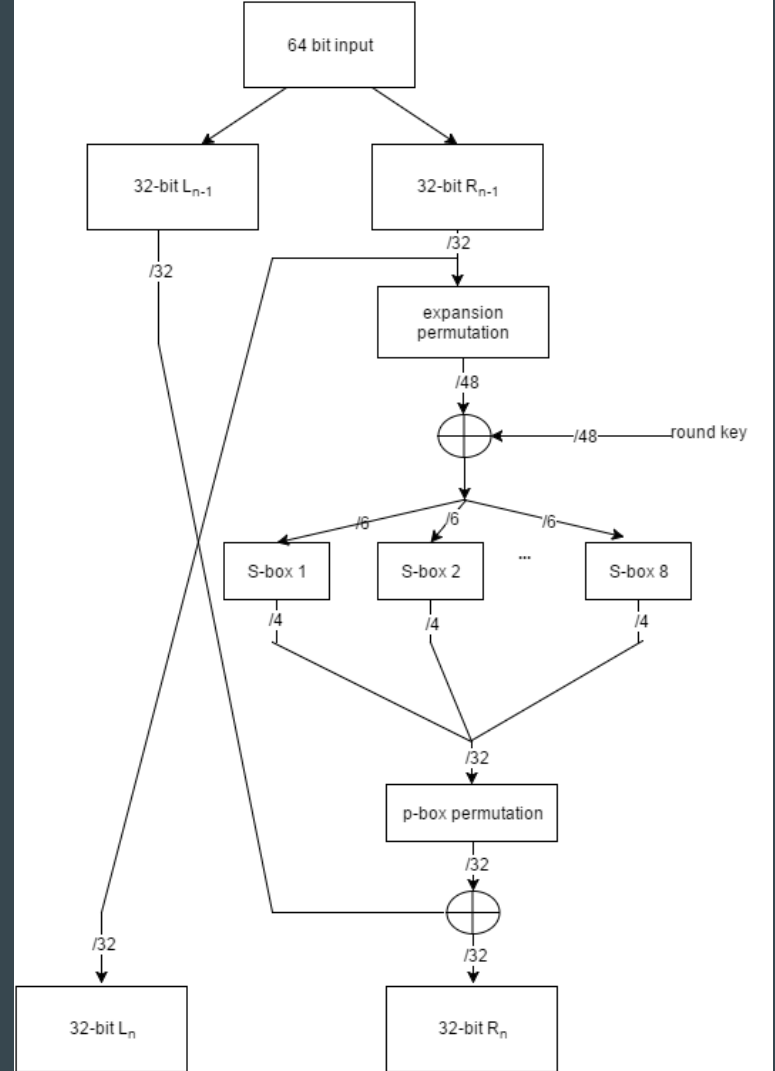 64 bit input
32-bit Ln-1
32-bit Rn-1
/32
/32
expansion
permutation
/48
/48
round key
/6
/6
/6
S-box 1
S-box 2
...
S-box 8
/4
/4
/4
/32
p-box permutation
/32
/32
/32
32-bit Ln
32-bit Rn